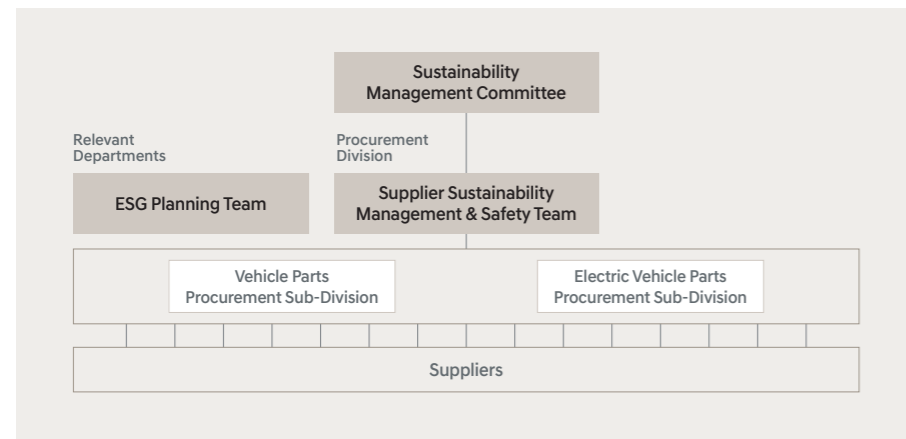 Sustainability
Management Committee
Relevant
Departments
Procurement
Division
ESG Planning Team
Supplier Sustainability
Management & Safety Team
Vehicle Parts
Procurement Sub-Division
Electric Vehicle Parts
Procurement Sub-Division
Suppliers